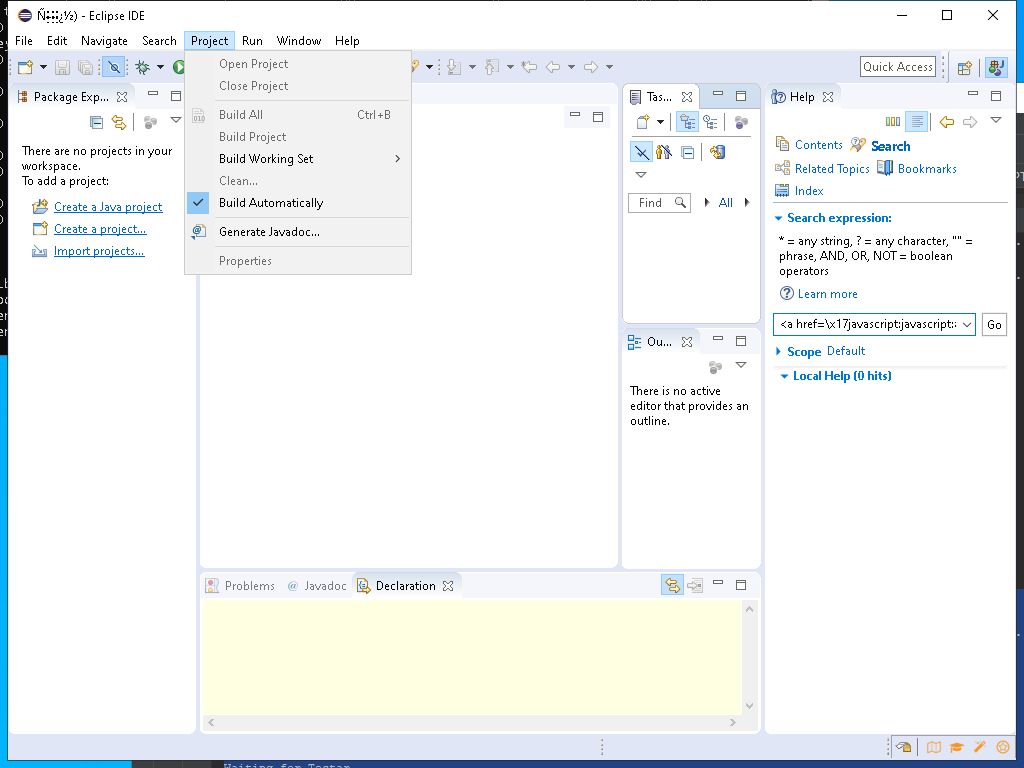 - Eclipse IDE
File Edit Navigate Search Project Run Window Help
Quick Access
Package Exp...
There are no projects in your
workspace.
To add a project:
Create a Java project
Create a project...
Import projects...
Open Project
Close Project
Build All Ctrl+B
Build Project
Build Working Set
Clean...
Build Automatically
Generate Javadoc...
Properties
Tas...
Find All
Ou...
There is no active
editor that provides an
outline.
Help
Contents Search
Related Topics Bookmarks
Index
Search expression:
* = any string, ? = any character, "" =
phrase, AND, OR, NOT = boolean
operators
Learn more
<a href=\x17javascript:javascript:
Go
Scope Default
Local Help (0 hits)
Problems @ Javadoc Declaration
Waiting for Testar